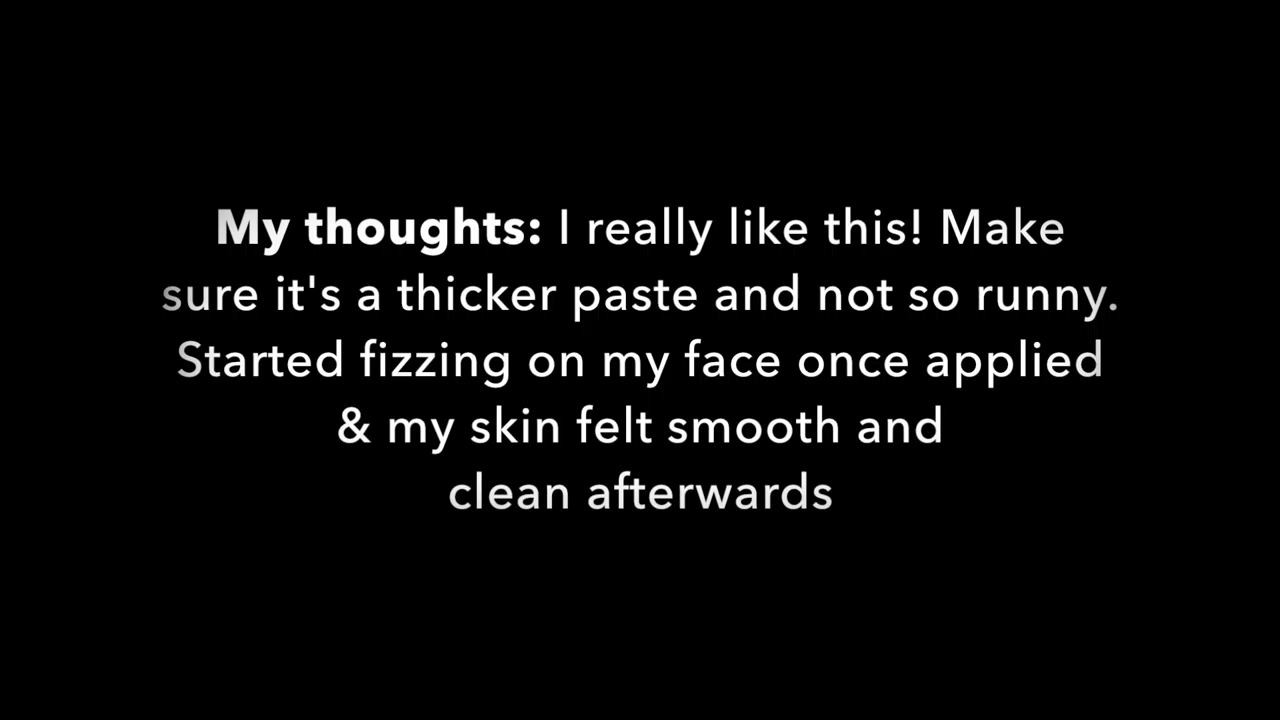 My thoughts: I really like this! Make
sure it's a thicker paste and not so runny.
Started fizzing on my face once applied
& my skin felt smooth and
clean afterwards